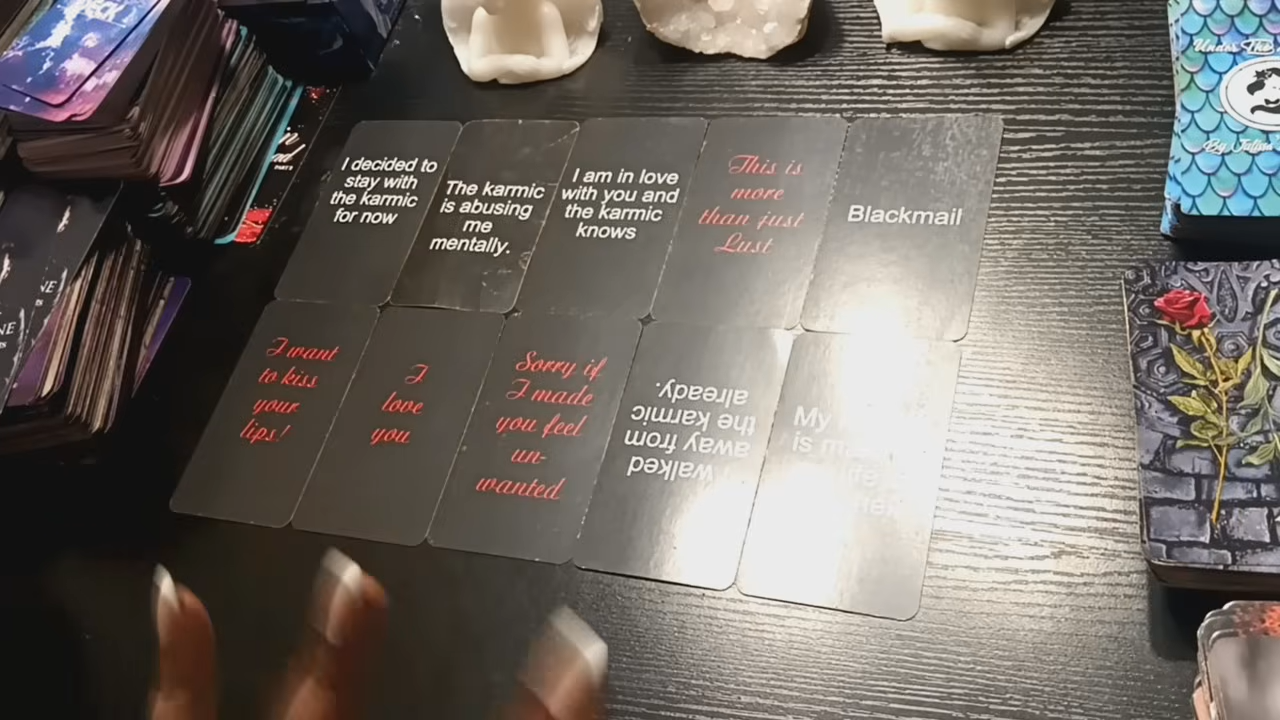 I decided to
stay with
the karmic
for now
The karmic
is abusing
me
mentally.
I am in love
with you and
the karmic
knows
This is
more
than just
Lust
Blackmail
I want
to kiss
your
lips!
I
love
you
Sorry if
I made
you feel
un-
wanted
walked
away from
the karmic
already.
My
is
Under The
By